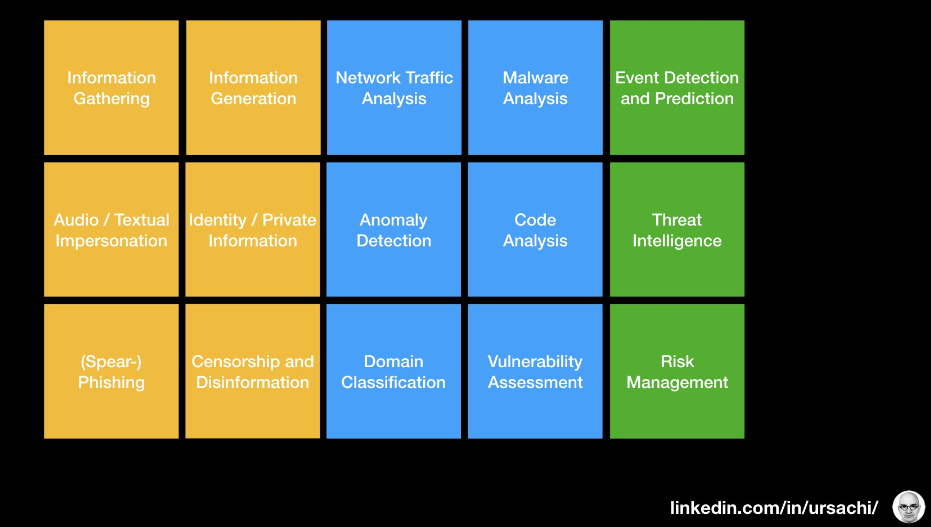 Information
Gathering
Information
Generation
Network Traffic
Analysis
Malware
Analysis
Event Detection
and Prediction
Audio / Textual
Impersonation
Identity / Private
Information
Anomaly
Detection
Code
Analysis
Threat
Intelligence
(Spear-)
Phishing
Censorship and
Disinformation
Domain
Classification
Vulnerability
Assessment
Risk
Management
linkedin.com/in/ursachi/